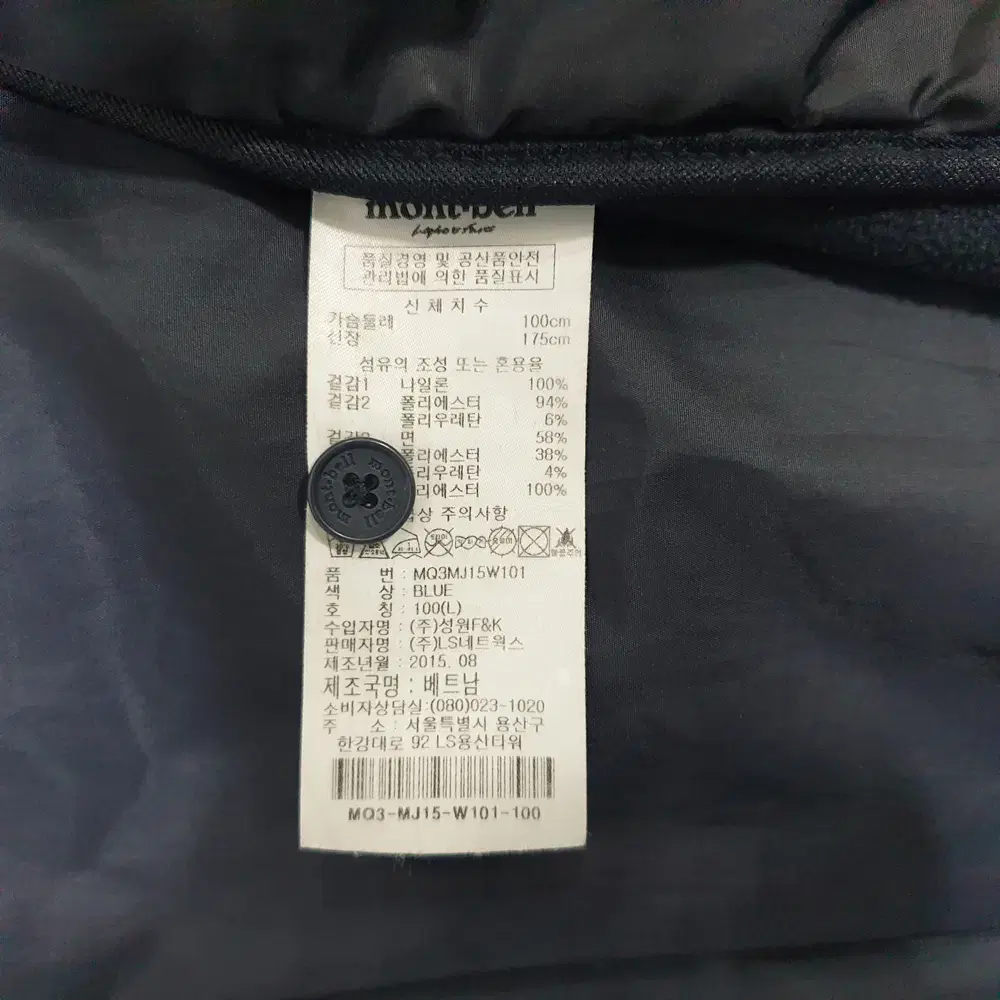 mont-bell
품질경영 및 공산품안전
관리법에 의한 품질표시
신체치수
가슴둘레 100cm
신장 175cm
섬유의 조성 또는 혼용율
겉감1 나일론 100%
겉감2 폴리에스터 94%
폴리우레탄 6%
면 58%
폴리에스터 38%
리우레탄 4%
리에스터 100%
주의사항
품 번 : MQ3MJ15W101
색 상 : BLUE
호 칭 : 100(L)
수입자명 : (주)성원F&K
판매자명 : (주)LS네트웍스
제조년월 : 2015. 08
제조국명 : 베트남
소비자상담실:(080)023-1020
주 소 : 서울특별시 용산구
한강대로 92 LS용산타워
MQ3-MJ15-W101-100
mont-bell mont-bell